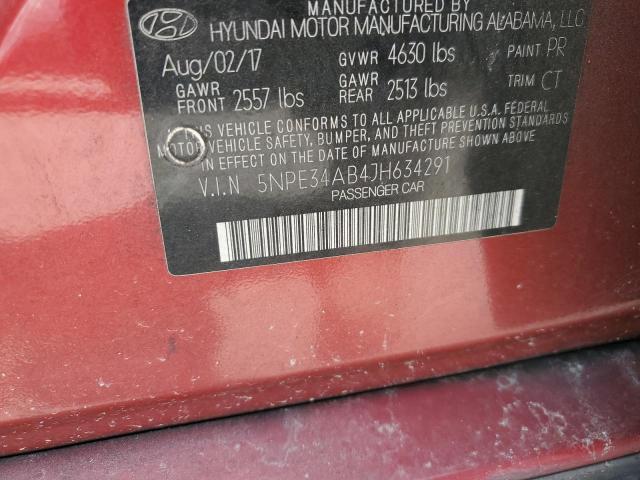 MANUFACTURED BY
HYUNDAI MOTOR MANUFACTURING ALABAMA, LLC
Aug/02/17 GVWR 4630 lbs PAINT PR
GAWR FRONT 2557 lbs GAWR REAR 2513 lbs TRIM CT
THIS VEHICLE CONFORMS TO ALL APPLICABLE U.S.A. FEDERAL
MOTOR VEHICLE SAFETY, BUMPER, AND THEFT PREVENTION STANDARDS
IN EFFECT ON THE DATE OF MANUFACTURE SHOWN ABOVE.
V.I.N 5NPE34AB4JH634291
PASSENGER CAR